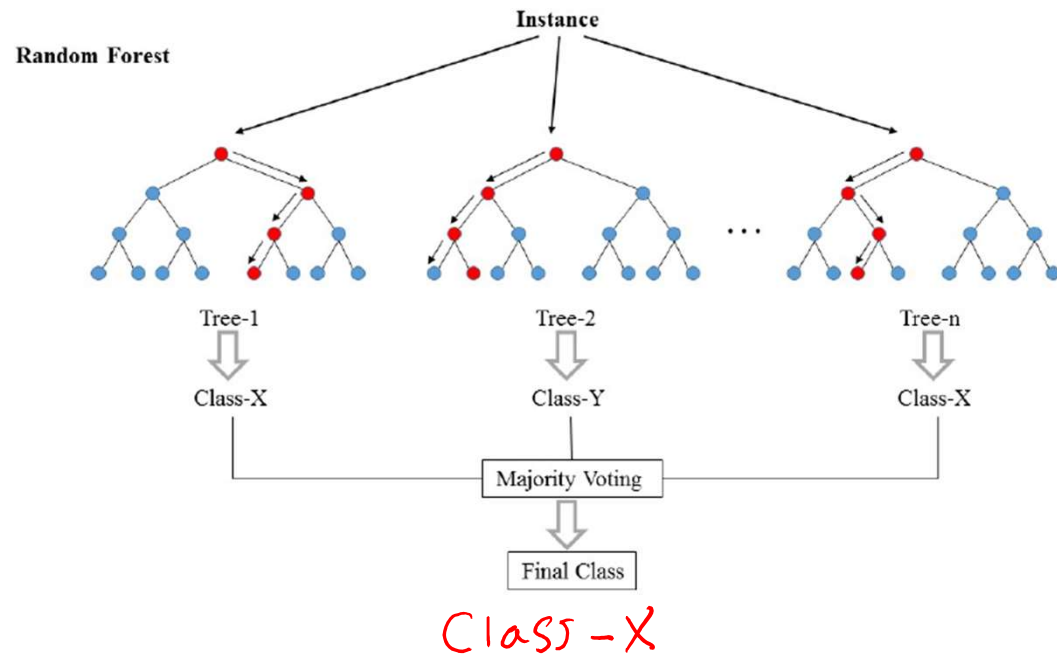 Instance
Random Forest
...
Tree-1
Tree-2
Tree-n
Class-X
Class-Y
Class-X
Majority Voting
Final Class
Class-X